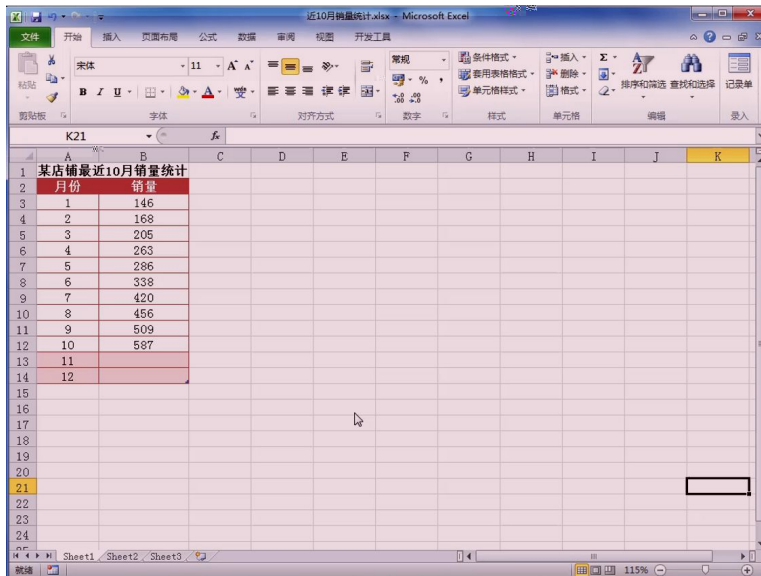 近10月销量统计.xlsx - Microsoft Excel
文件 开始 插入 页面布局 公式 数据 审阅 视图 开发工具
宋体 11 A A 常规 条件格式 插入 Σ
粘贴 % , 套用表格格式 删除 排序和筛选 查找和选择 记录单
B I U A 变 .00 .00 单元格样式 格式
剪贴板 字体 对齐方式 数字 样式 单元格 编辑 录入
K21 fx
A B C D E F G H I J K
1 某店铺最近10月销量统计
2 月份 销量
3 1 146
4 2 168
5 3 205
6 4 263
7 5 286
8 6 338
9 7 420
10 8 456
11 9 509
12 10 587
13 11
14 12
15
16
17
18
19
20
21
22
23
24
Sheet1 Sheet2 Sheet3
就绪 115%